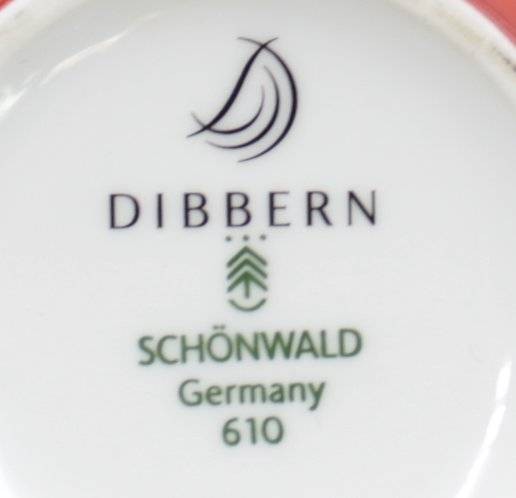 DIBBERN
SCHÖNWALD
Germany
610